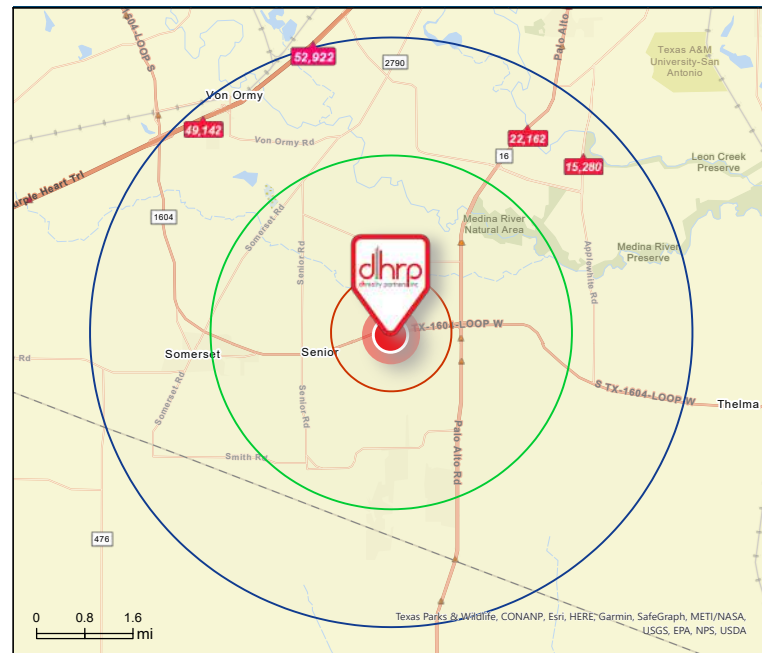 1604-LOOP S
52,922
2790
Palo Alto Rd
Texas A&M
University-San
Antonio
Von Ormy
49,142
Von Ormy Rd
22,162
16
15,280
Leon Creek
Preserve
Purple Heart Trl
1604
Somerset Rd
Senior Rd
Medina River
Natural Area
Medina River
Preserve
Applewhite Rd
dhrp
TX-1604-LOOP W
Somerset
Senior
Rd
S TX-1604-LOOP W
Thelma
Somerset Rd
Senior Rd
Palo Alto Rd
Smith Rd
476
0 0.8 1.6
mi
Texas Parks & Wildlife, CONANP, Esri, HERE, Garmin, SafeGraph, METI/NASA,
USGS, EPA, NPS, USDA